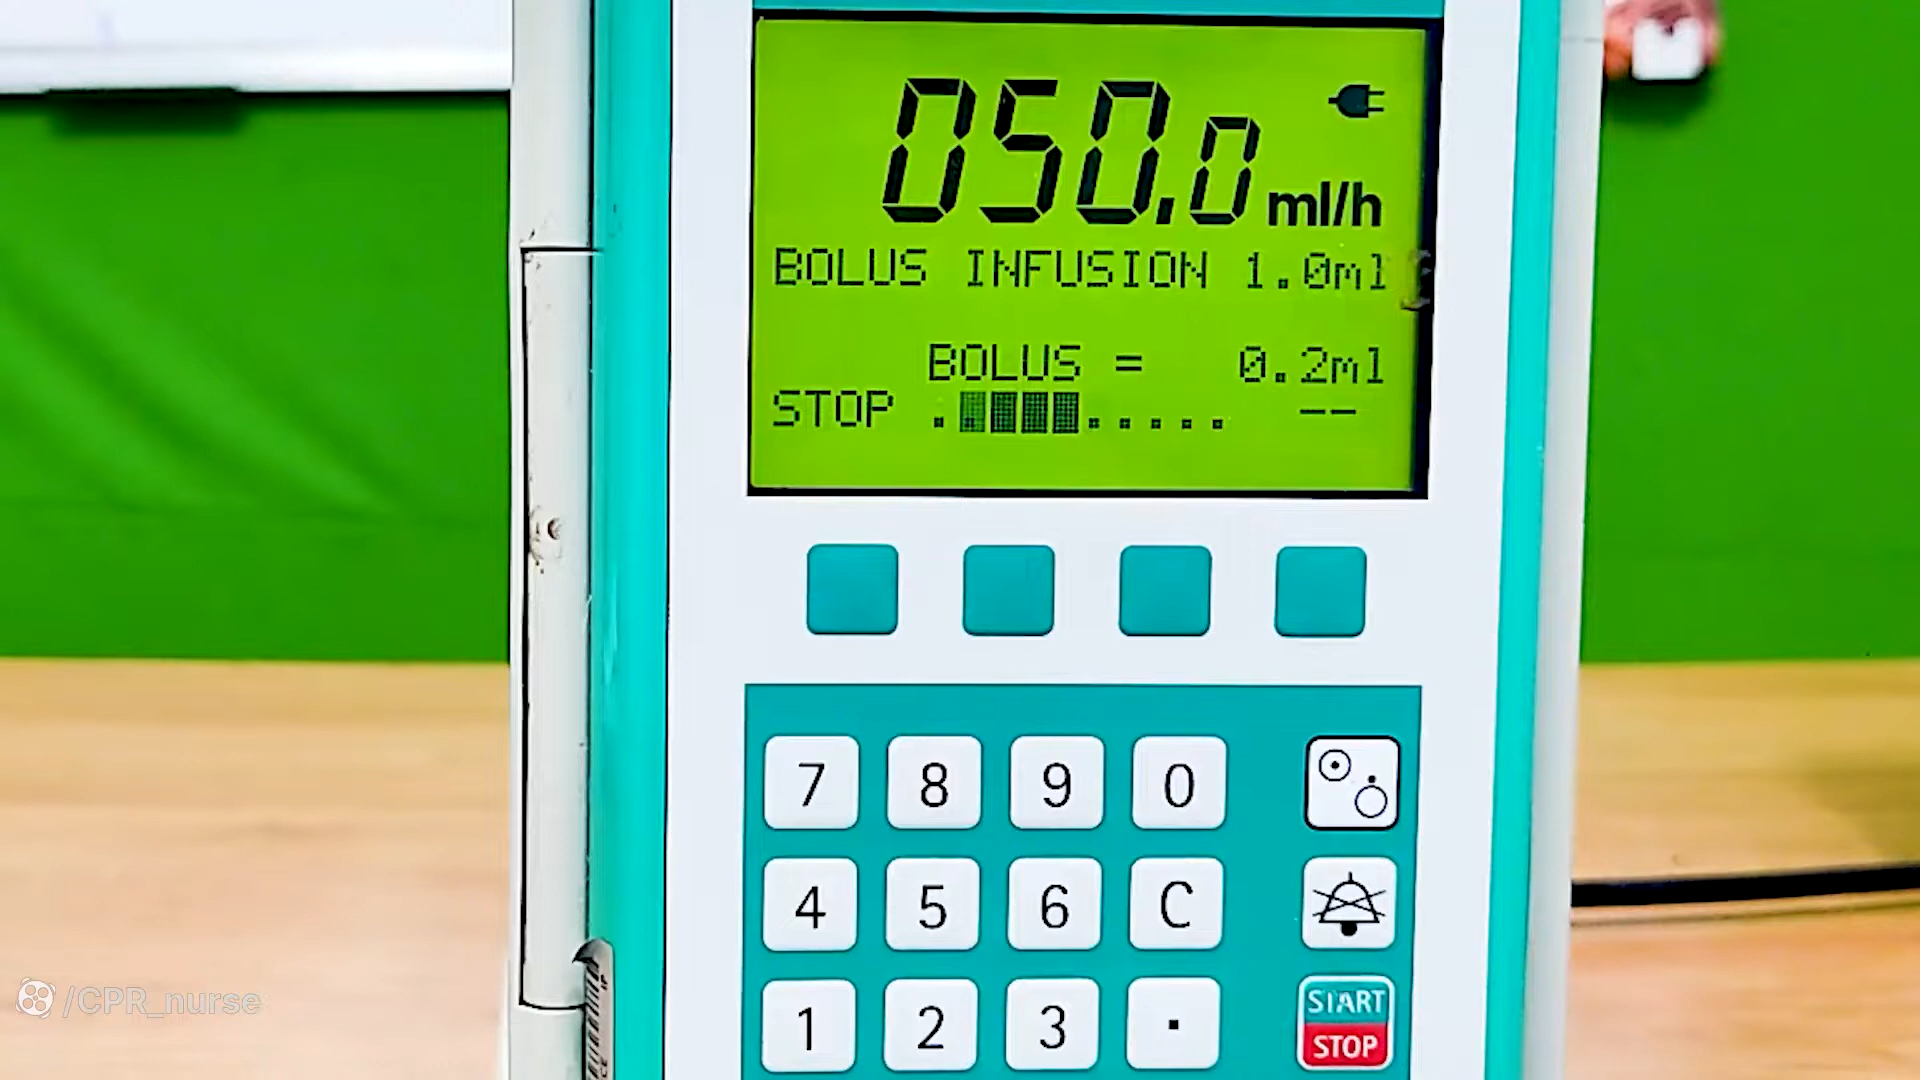 050.0 ml/h
BOLUS INFUSION 1.0ml
BOLUS = 0.2ml
STOP .......... --
7 8 9 0
4 5 6 C
1 2 3 .
START
STOP
/CPR_nurse